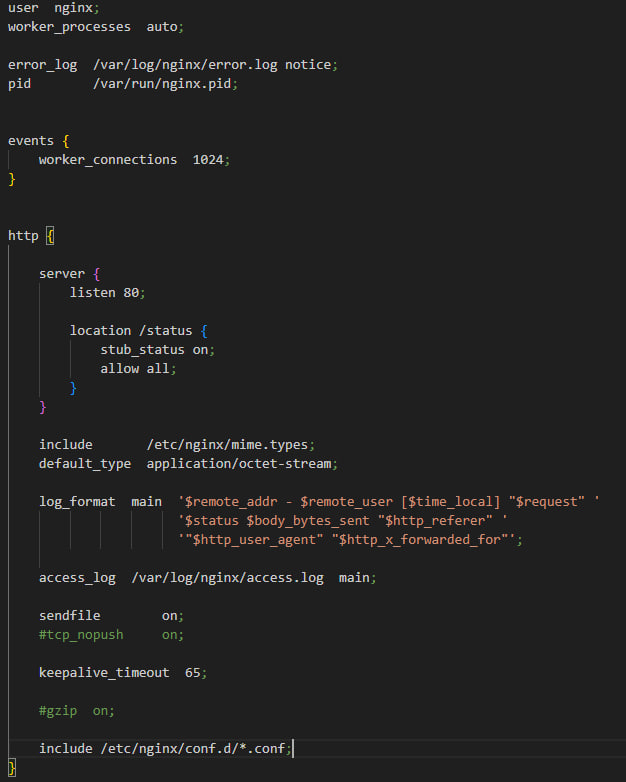 user  nginx;
worker_processes  auto;
error_log  /var/log/nginx/error.log notice;
pid        /var/run/nginx.pid;
events {
    worker_connections  1024;
}
http {
    server {
        listen 80;
        location /status {
            stub_status on;
            allow all;
        }
    }
    include       /etc/nginx/mime.types;
    default_type  application/octet-stream;
    log_format  main  '$remote_addr - $remote_user [$time_local] "$request" '
                      '$status $body_bytes_sent "$http_referer" '
                      '"$http_user_agent" "$http_x_forwarded_for"';
    access_log  /var/log/nginx/access.log  main;
    sendfile        on;
    #tcp_nopush     on;
    keepalive_timeout  65;
    #gzip  on;
    include /etc/nginx/conf.d/*.conf;
}